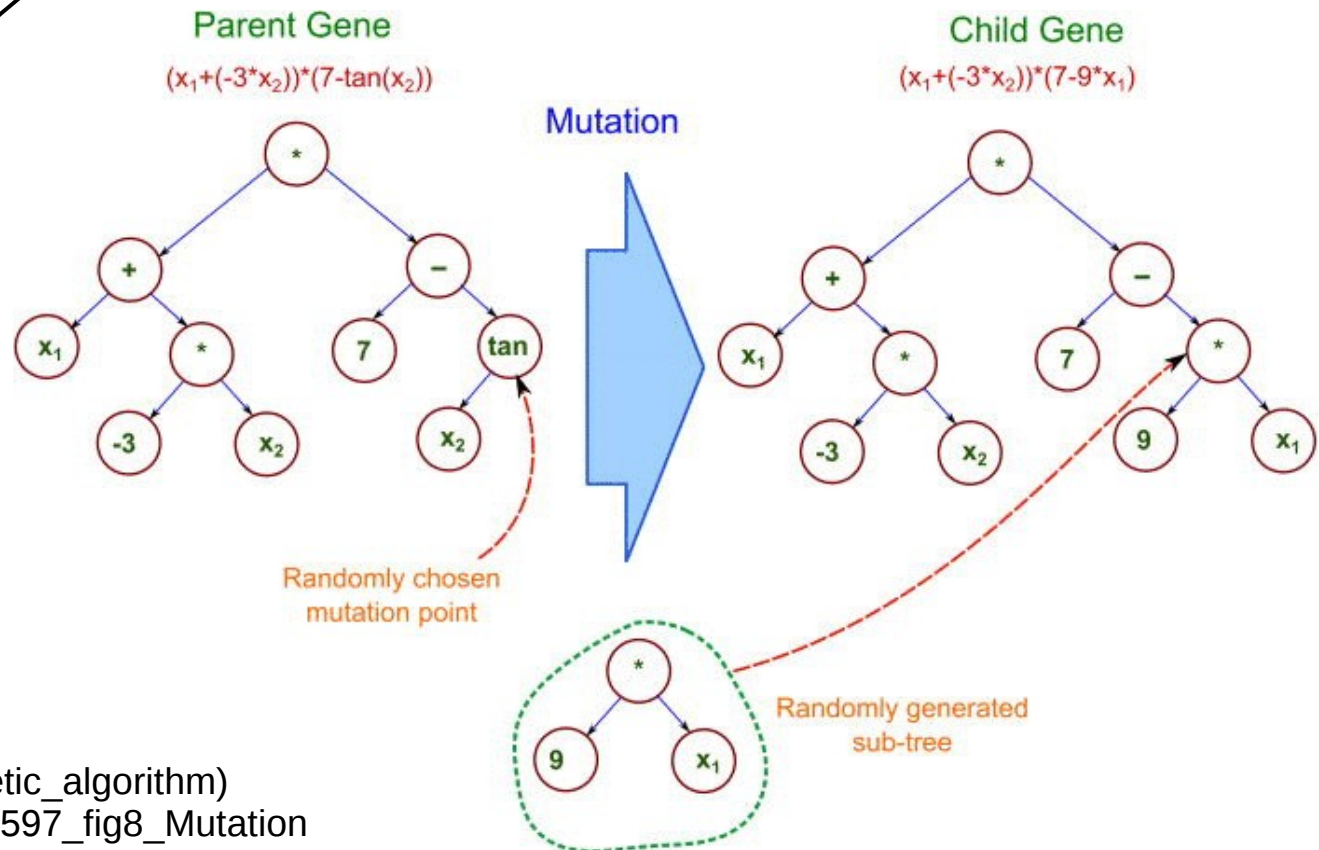 Parent Gene
(x₁+(-3*x₂))*(7-tan(x₂))
Child Gene
(x₁+(-3*x₂))*(7-9*x₁)
Mutation
*
+
–
x₁
*
7
tan
-3
x₂
x₂
*
+
–
x₁
*
7
*
-3
x₂
9
x₁
Randomly chosen
mutation point
*
9
x₁
Randomly generated
sub-tree
etic_algorithm)
597_fig8_Mutation